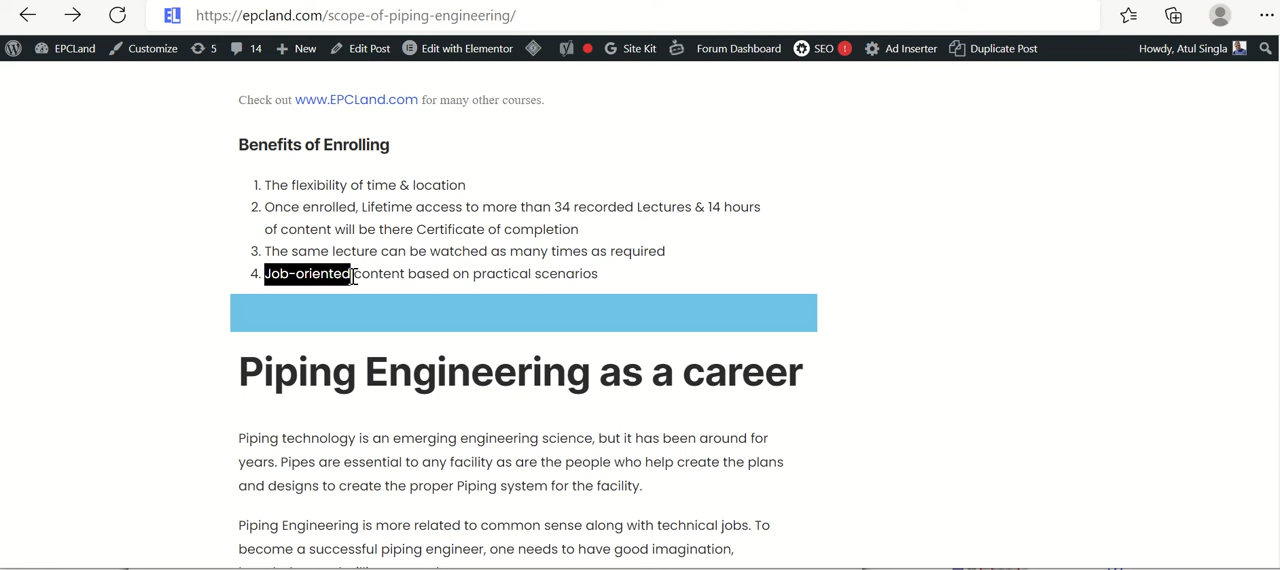 https://epcland.com/scope-of-piping-engineering/
EPCLand Customize 5 14 New Edit Post Edit with Elementor Site Kit Forum Dashboard SEO ! Ad Inserter Duplicate Post Howdy, Atul Singla
Check out www.EPCLand.com for many other courses.
Benefits of Enrolling
1. The flexibility of time & location
2. Once enrolled, Lifetime access to more than 34 recorded Lectures & 14 hours
of content will be there Certificate of completion
3. The same lecture can be watched as many times as required
4. Job-oriented content based on practical scenarios
Piping Engineering as a career
Piping technology is an emerging engineering science, but it has been around for
years. Pipes are essential to any facility as are the people who help create the plans
and designs to create the proper Piping system for the facility.
Piping Engineering is more related to common sense along with technical jobs. To
become a successful piping engineer, one needs to have good imagination,